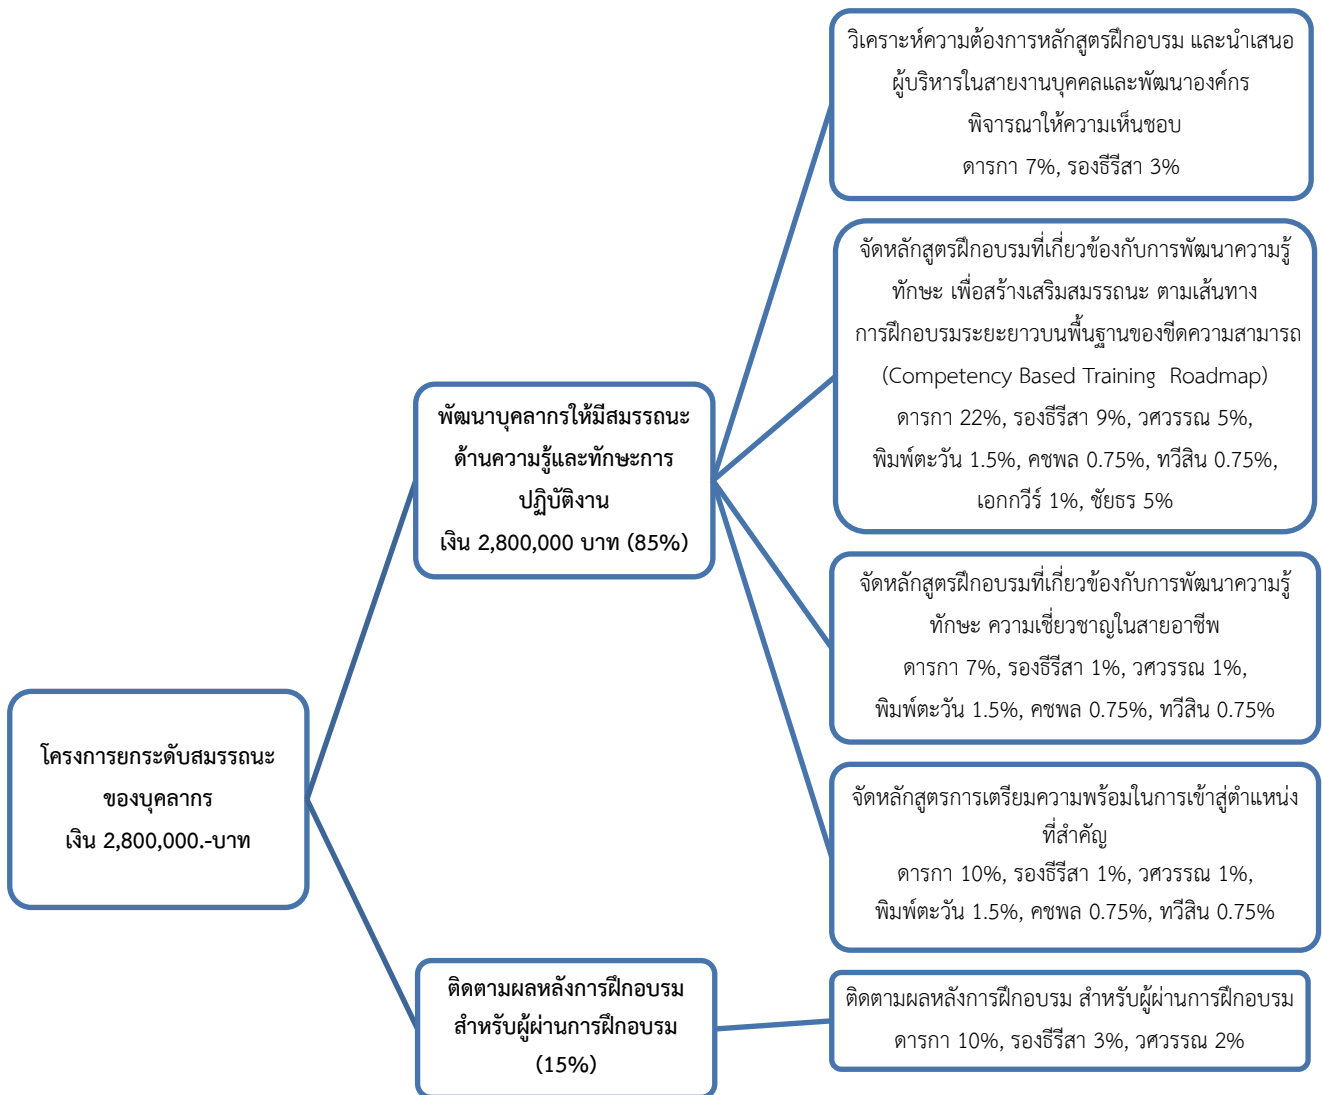 โครงการยกระดับสมรรถนะ
ของบุคลากร
เงิน 2,800,000.-บาท
พัฒนาบุคลากรให้มีสมรรถนะ
ด้านความรู้และทักษะการ
ปฏิบัติงาน
เงิน 2,800,000 บาท (85%)
วิเคราะห์ความต้องการหลักสูตรฝึกอบรม และนำเสนอ
ผู้บริหารในสายงานบุคคลและพัฒนาองค์กร
พิจารณาให้ความเห็นชอบ
ดารกา 7%, รองธีรีสา 3%
จัดหลักสูตรฝึกอบรมที่เกี่ยวข้องกับการพัฒนาความรู้
ทักษะ เพื่อสร้างเสริมสมรรถนะ ตามเส้นทาง
การฝึกอบรมระยะยาวบนพื้นฐานของขีดความสามารถ
(Competency Based Training Roadmap)
ดารกา 22%, รองธีรีสา 9%, วศวรรณ 5%,
พิมพ์ตะวัน 1.5%, คชพล 0.75%, ทวีสิน 0.75%,
เอกกวีร์ 1%, ชัยธร 5%
จัดหลักสูตรฝึกอบรมที่เกี่ยวข้องกับการพัฒนาความรู้
ทักษะ ความเชี่ยวชาญในสายอาชีพ
ดารกา 7%, รองธีรีสา 1%, วศวรรณ 1%,
พิมพ์ตะวัน 1.5%, คชพล 0.75%, ทวีสิน 0.75%
จัดหลักสูตรการเตรียมความพร้อมในการเข้าสู่ตำแหน่ง
ที่สำคัญ
ดารกา 10%, รองธีรีสา 1%, วศวรรณ 1%,
พิมพ์ตะวัน 1.5%, คชพล 0.75%, ทวีสิน 0.75%
ติดตามผลหลังการฝึกอบรม
สำหรับผู้ผ่านการฝึกอบรม
(15%)
ติดตามผลหลังการฝึกอบรม สำหรับผู้ผ่านการฝึกอบรม
ดารกา 10%, รองธีรีสา 3%, วศวรรณ 2%